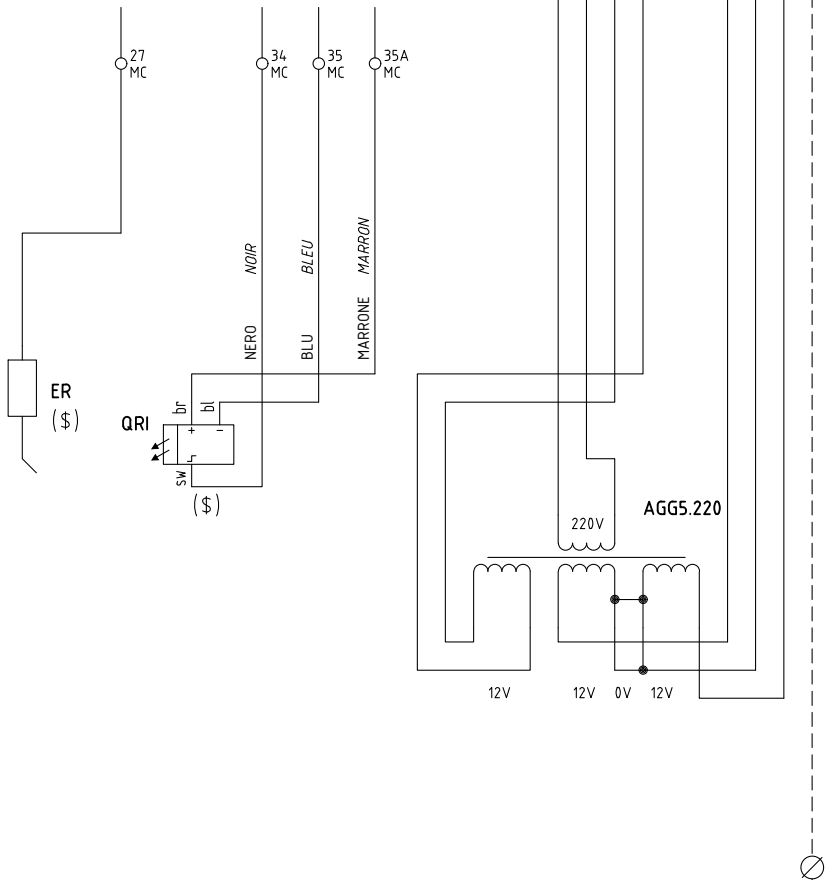 27
MC
34
MC
35
MC
35A
MC
NERO NOIR
BLU BLEU
MARRONE MARRON
ER
($)
QRI
br
bl
+
−
sw
($)
AGG5.220
220V
12V
12V
0V
12V